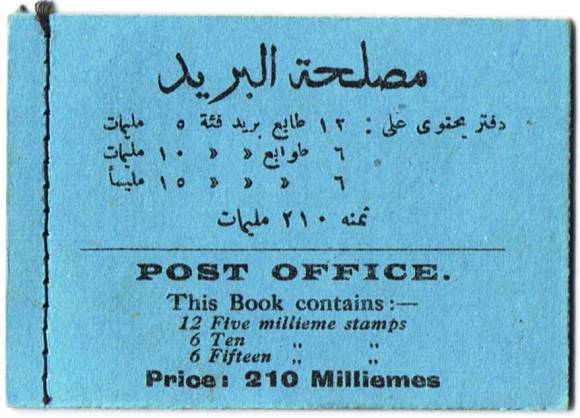 مصلحة البريد
دفتر يحتوى على : ١٢ طابع بريد فئة ٥ مليمات
٦ طوابع » » ١٠ مليمات
٦ » » » ١٥ مليماً
ثمنه ٢١٠ مليمات
POST OFFICE.
This Book contains:—
12 Five millieme stamps
6 Ten „ „
6 Fifteen „ „
Price: 210 Milliemes